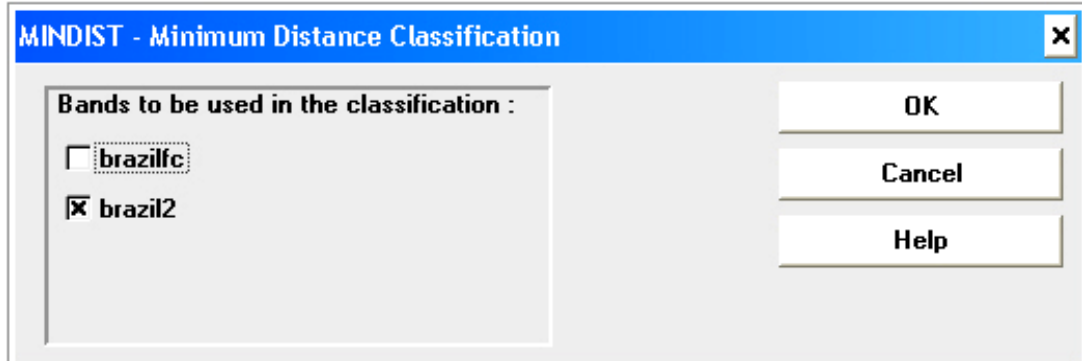 MINDIST - Minimum Distance Classification
Bands to be used in the classification :
brazilfc
brazil2
OK
Cancel
Help